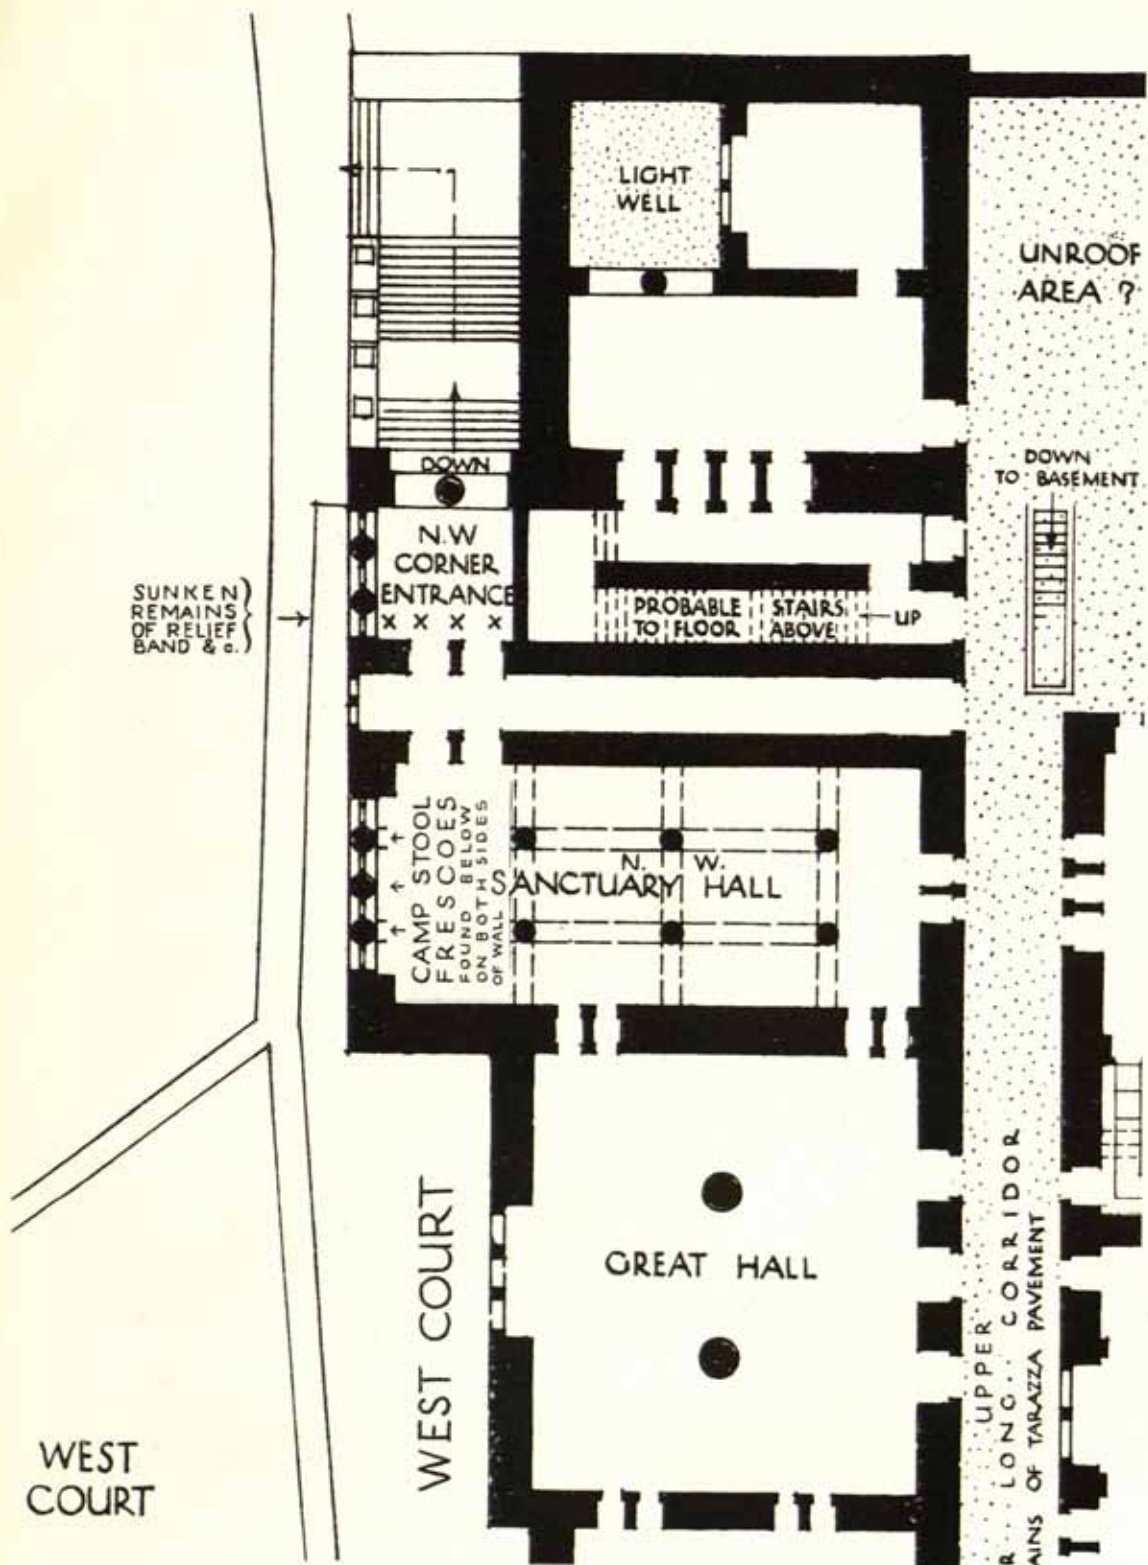 LIGHT
WELL
UNROOF
AREA ?
DOWN
TO BASEMENT
DOWN
N.W
CORNER
ENTRANCE
x x x x
SUNKEN
REMAINS
OF RELIEF
BAND & c.
PROBABLE STAIRS
TO FLOOR ABOVE
UP
CAMP STOOL
FRESCOES
FOUND BELOW
ON BOTH SIDES
OF WALL
N. W.
SANCTUARY HALL
GREAT HALL
WEST COURT
WEST
COURT
UPPER
LONG CORRIDOR
OF TARAZZA PAVEMENT